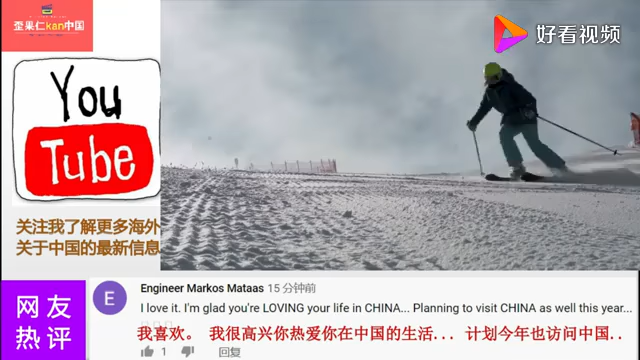 歪果仁kan中国
好看视频
You
Tube
关注我了解更多海外
关于中国的最新信息
网友
热评
E
Engineer Markos Mataas 15 分钟前
I love it. I'm glad you're LOVING your life in CHINA... Planning to visit CHINA as well this year...
我喜欢。 我很高兴你热爱你在中国的生活... 计划今年也访问中国..
1 回复